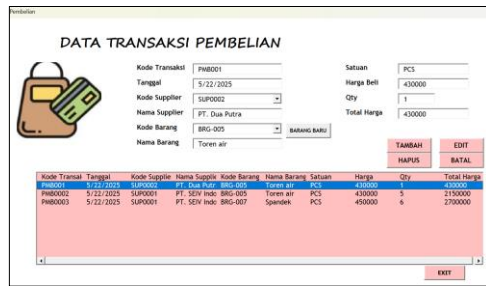 Pembelian
DATA TRANSAKSI PEMBELIAN
Kode Transaksi PMB001
Tanggal 5/22/2025
Kode Supplier SUP0002
Nama Supplier PT. Dua Putra
Kode Barang BRG-005 BARANG BARU
Nama Barang Toren air
Satuan PCS
Harga Beli 430000
Qty 1
Total Harga 430000
TAMBAH EDIT
HAPUS BATAL
Kode Transal Tanggal Kode Supplie Nama Supplie Kode Barang Nama Barang Satuan Harga Qty Total Harga
PMB001 5/22/2025 SUP0002 PT. Dua Putr BRG-005 Toren air PCS 430000 1 430000
PMB0002 5/22/2025 SUP0001 PT. SEIV Indc BRG-005 Toren air PCS 430000 5 2150000
PMB0003 5/22/2025 SUP0001 PT. SEIV Indc BRG-007 Spandek PCS 450000 6 2700000
EXIT